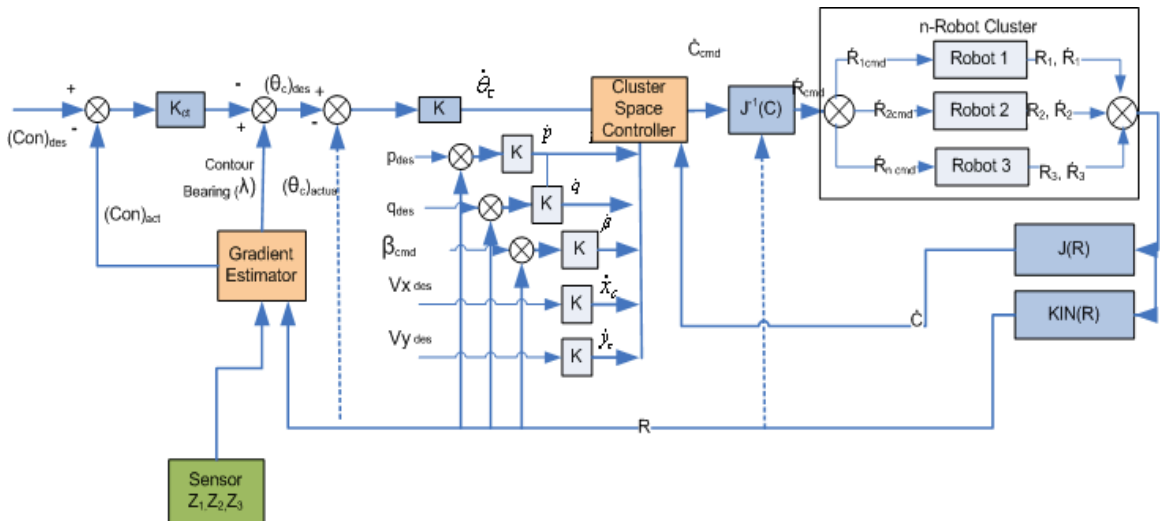 n-Robot Cluster
Ċcmd
Ṙ1cmd
Robot 1
R1, Ṙ1
+
-
(θc)des
+
θ̇c
Cluster
Space
Controller
J-1(C)
Ṙcmd
Kct
K
Ṙ2cmd
Robot 2
R2, Ṙ2
-
+
-
(Con)des
ṗ
pdes
K
Ṙn cmd
Robot 3
R3, Ṙ3
Contour
Bearing (λ)
(θc)actua
q̇
qdes
K
(Con)act
βcmd
K
β̇
Gradient
Estimator
J(R)
Vx des
K
ẋc
Ċ
KIN(R)
Vy des
K
ẏc
R
Sensor
Z1,Z2,Z3